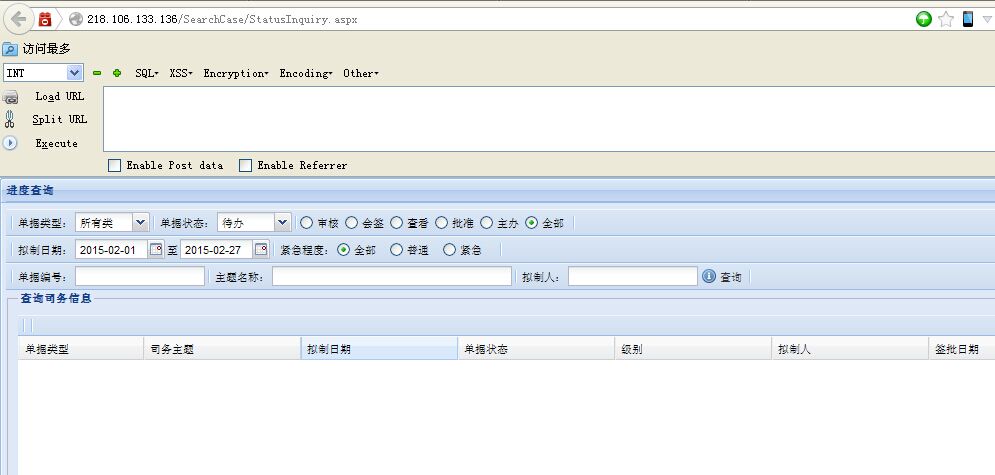 218.106.133.136/SearchCase/StatusInquiry.aspx
访问最多
INT SQL▾ XSS▾ Encryption▾ Encoding▾ Other▾
Load URL
Split URL
Execute
Enable Post data Enable Referrer
进度查询
单据类型： 所有类 单据状态： 待办 审核 会签 查看 批准 主办 全部
拟制日期： 2015-02-01 至 2015-02-27 紧急程度： 全部 普通 紧急
单据编号： 主题名称： 拟制人： 查询
查询司务信息
单据类型 司务主题 拟制日期 单据状态 级别 拟制人 签批日期